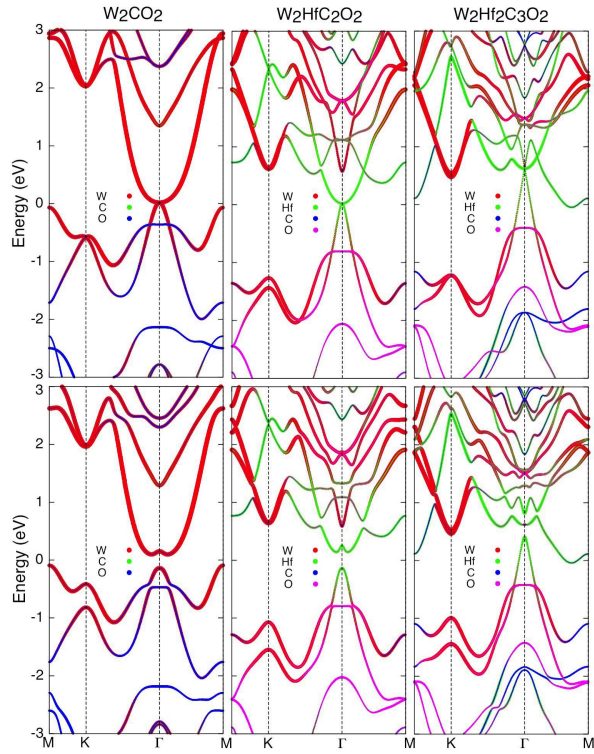 W₂CO₂
W₂HfC₂O₂
W₂Hf₂C₃O₂
Energy (eV)
3
2
1
0
-1
-2
-3
W
C
O
W
Hf
C
O
W
Hf
C
O
Energy (eV)
3
2
1
0
-1
-2
-3
W
C
O
W
Hf
C
O
W
Hf
C
O
M K Γ M K Γ M K Γ M